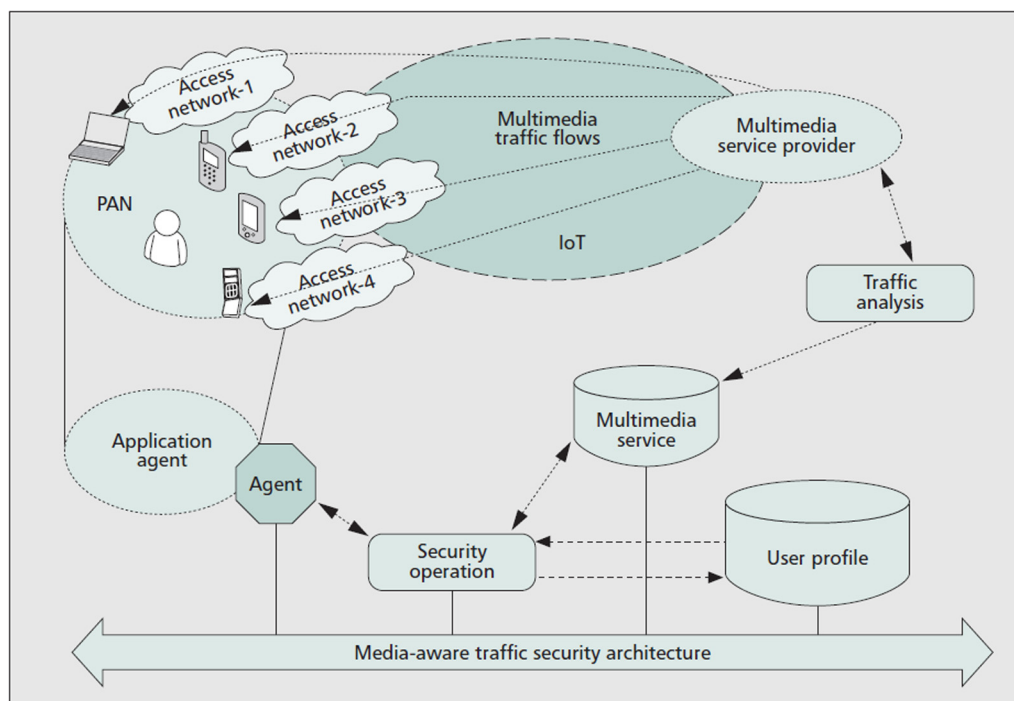 Access
network-1
Access
network-2
Multimedia
traffic flows
Multimedia
service provider
PAN
Access
network-3
IoT
Access
network-4
Traffic
analysis
Multimedia
service
Application
agent
Agent
Security
operation
User profile
Media-aware traffic security architecture